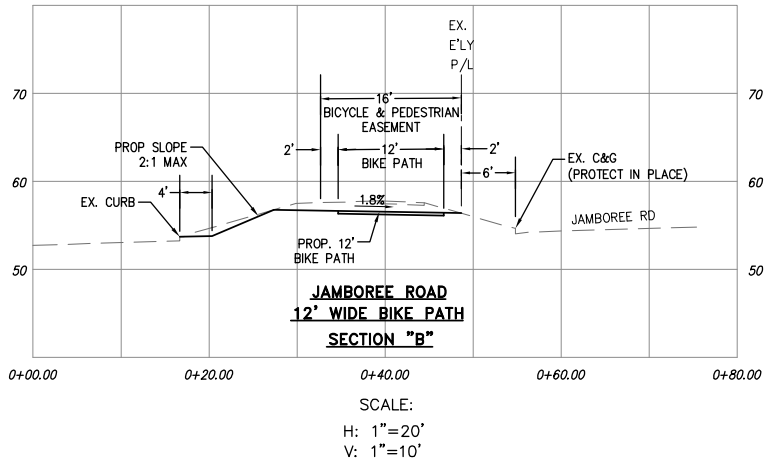 EX.
E'LY
P/L
70
70
16'
BICYCLE & PEDESTRIAN
EASEMENT
PROP SLOPE
2:1 MAX
2'
12'
2'
BIKE PATH
EX. C&G
(PROTECT IN PLACE)
6'
60
60
4'
EX. CURB
1.8%
JAMBOREE RD
PROP. 12'
BIKE PATH
50
50
JAMBOREE ROAD
12' WIDE BIKE PATH
SECTION "B"
0+00.00
0+20.00
0+40.00
0+60.00
0+80.00
SCALE:
H: 1"=20'
V: 1"=10'